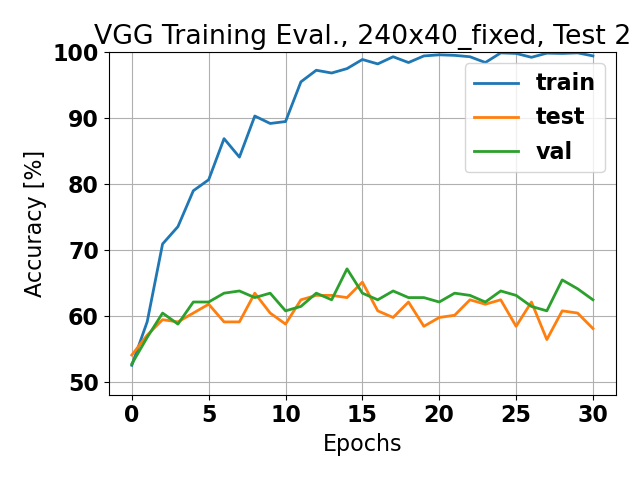 VGG Training Eval., 240x40_fixed, Test 2
100
90
80
70
60
50
Accuracy [%]
train
test
val
0 5 10 15 20 25 30
Epochs